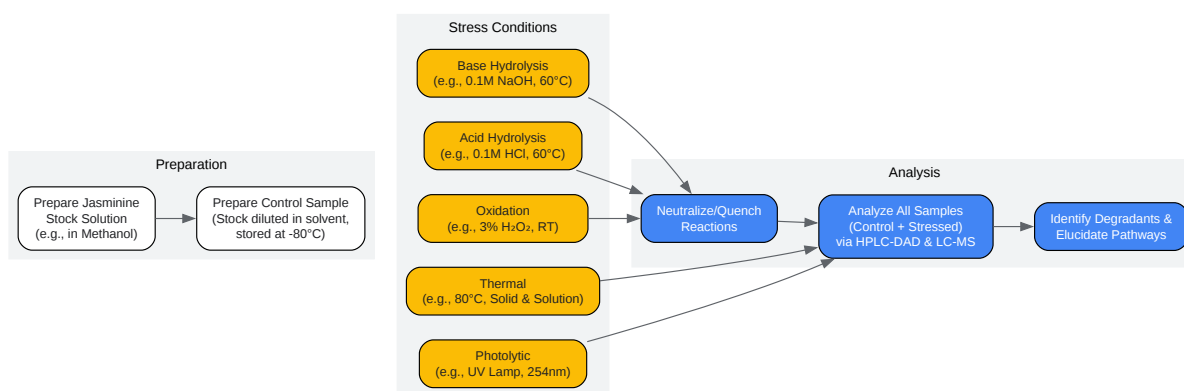 Preparation
Prepare Jasminine
Stock Solution
(e.g., in Methanol)
Prepare Control Sample
(Stock diluted in solvent,
stored at -80°C)
Stress Conditions
Base Hydrolysis
(e.g., 0.1M NaOH, 60°C)
Acid Hydrolysis
(e.g., 0.1M HCl, 60°C)
Oxidation
(e.g., 3% H₂O₂, RT)
Thermal
(e.g., 80°C, Solid & Solution)
Photolytic
(e.g., UV Lamp, 254nm)
Analysis
Neutralize/Quench
Reactions
Analyze All Samples
(Control + Stressed)
via HPLC-DAD & LC-MS
Identify Degradants &
Elucidate Pathways